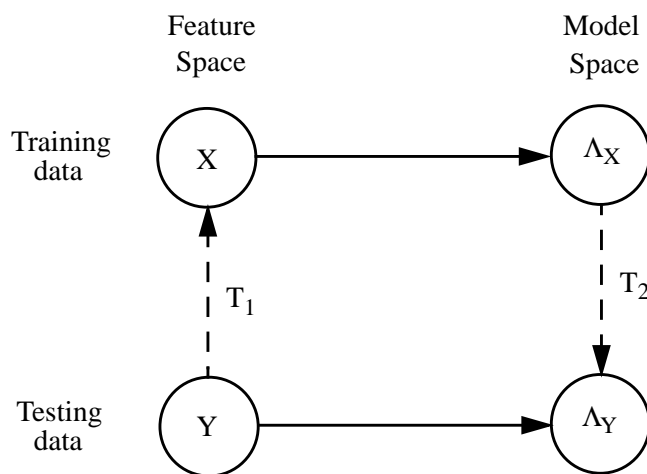 Feature
Space
Model
Space
Training
data
X
ΛX
T1
T2
Testing
data
Y
ΛY